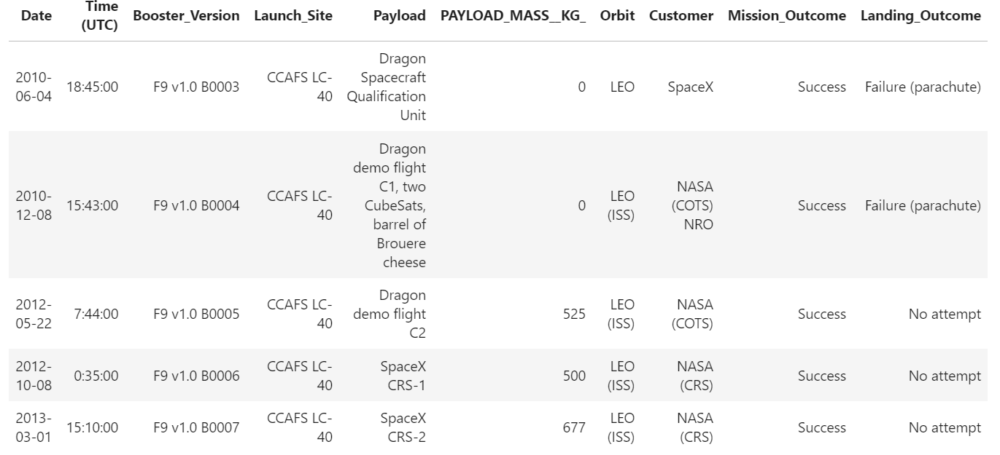 Date Time (UTC) Booster_Version Launch_Site Payload PAYLOAD_MASS__KG_ Orbit Customer Mission_Outcome Landing_Outcome
2010-06-04 18:45:00 F9 v1.0 B0003 CCAFS LC-40 Dragon Spacecraft Qualification Unit 0 LEO SpaceX Success Failure (parachute)
2010-12-08 15:43:00 F9 v1.0 B0004 CCAFS LC-40 Dragon demo flight C1, two CubeSats, barrel of Brouere cheese 0 LEO (ISS) NASA (COTS) NRO Success Failure (parachute)
2012-05-22 7:44:00 F9 v1.0 B0005 CCAFS LC-40 Dragon demo flight C2 525 LEO (ISS) NASA (COTS) Success No attempt
2012-10-08 0:35:00 F9 v1.0 B0006 CCAFS LC-40 SpaceX CRS-1 500 LEO (ISS) NASA (CRS) Success No attempt
2013-03-01 15:10:00 F9 v1.0 B0007 CCAFS LC-40 SpaceX CRS-2 677 LEO (ISS) NASA (CRS) Success No attempt